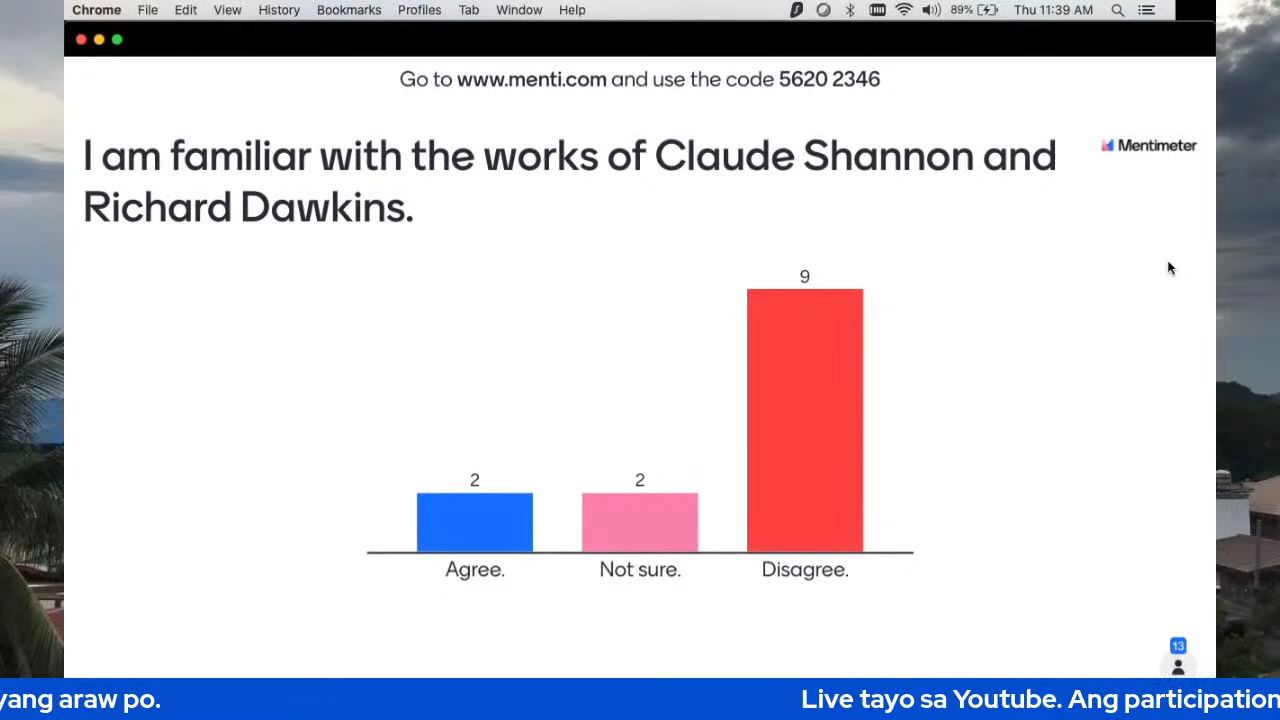 Chrome File Edit View History Bookmarks Profiles Tab Window Help 89% Thu 11:39 AM
Go to www.menti.com and use the code 5620 2346
I am familiar with the works of Claude Shannon and
Richard Dawkins.
Mentimeter
9
2 2
Agree. Not sure. Disagree.
13
yang araw po. Live tayo sa Youtube. Ang participation